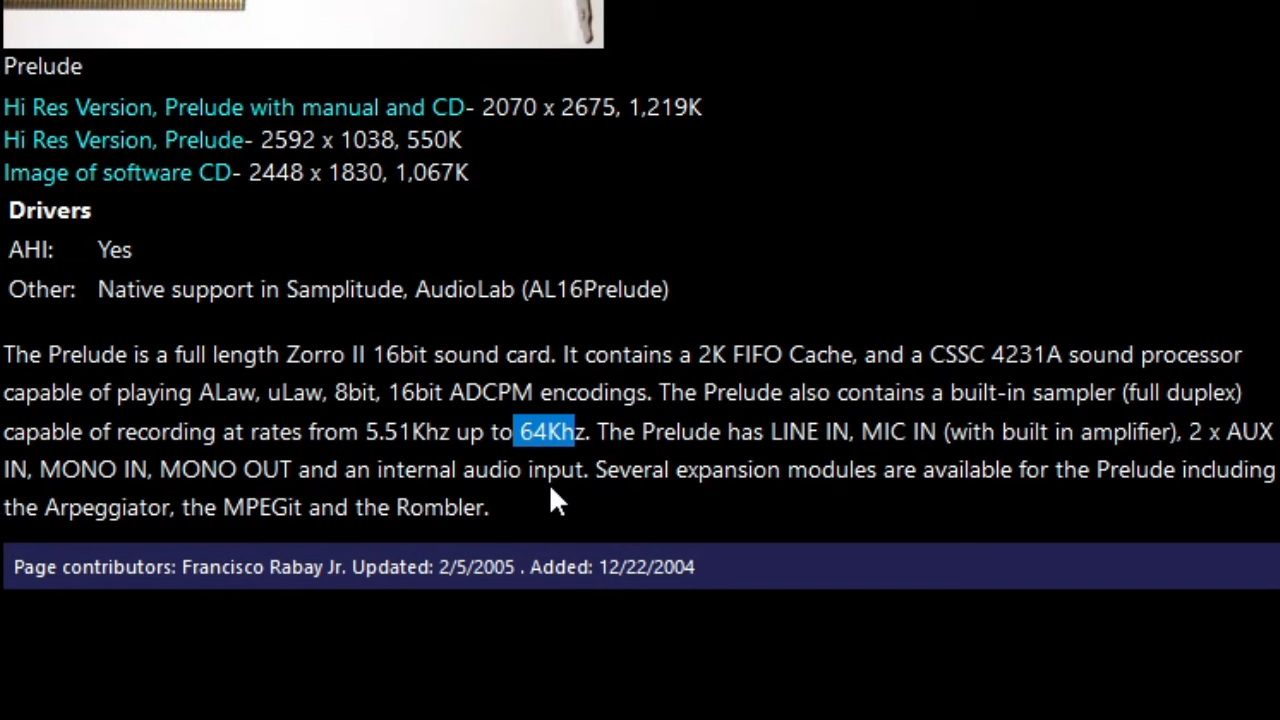 Prelude
Hi Res Version, Prelude with manual and CD- 2070 x 2675, 1,219K
Hi Res Version, Prelude- 2592 x 1038, 550K
Image of software CD- 2448 x 1830, 1,067K
Drivers
AHI: Yes
Other: Native support in Samplitude, AudioLab (AL16Prelude)
The Prelude is a full length Zorro II 16bit sound card. It contains a 2K FIFO Cache, and a CSSC 4231A sound processor
capable of playing ALaw, uLaw, 8bit, 16bit ADCPM encodings. The Prelude also contains a built-in sampler (full duplex)
capable of recording at rates from 5.51Khz up to 64Khz. The Prelude has LINE IN, MIC IN (with built in amplifier), 2 x AUX
IN, MONO IN, MONO OUT and an internal audio input. Several expansion modules are available for the Prelude including
the Arpeggiator, the MPEGit and the Rombler.
Page contributors: Francisco Rabay Jr. Updated: 2/5/2005 . Added: 12/22/2004